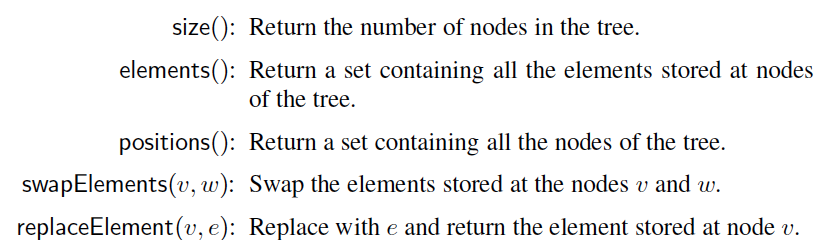 size(): Return the number of nodes in the tree.
elements(): Return a set containing all the elements stored at nodes
of the tree.
positions(): Return a set containing all the nodes of the tree.
swapElements(v, w): Swap the elements stored at the nodes v and w.
replaceElement(v, e): Replace with e and return the element stored at node v.